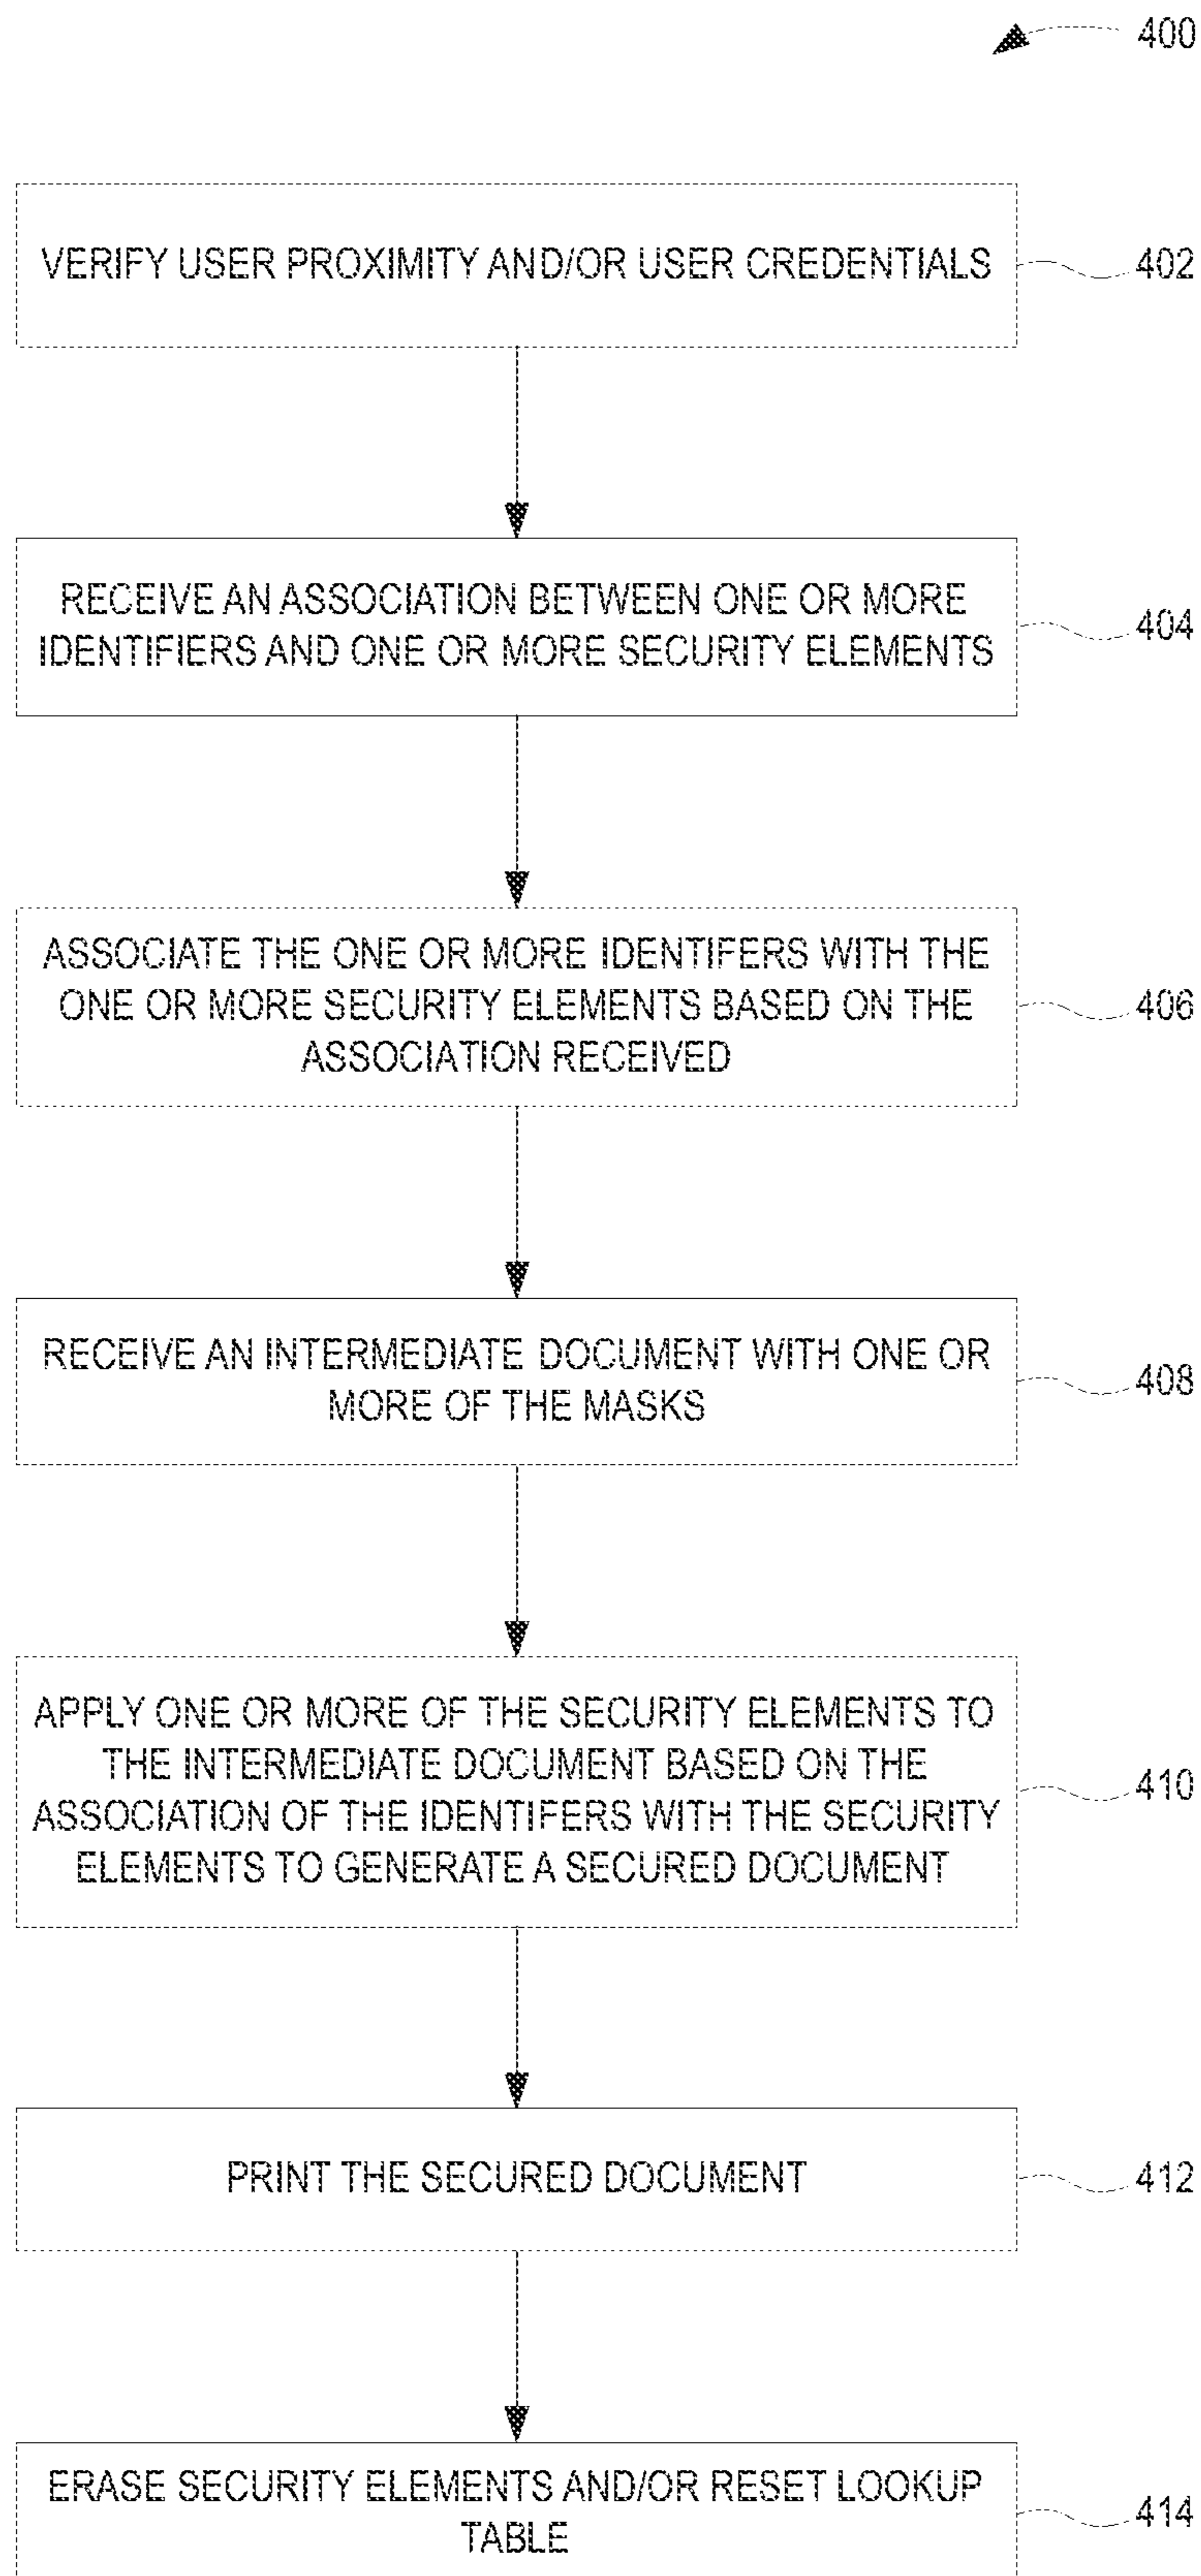 400
VERIFY USER PROXIMITY AND/OR USER CREDENTIALS
402
RECEIVE AN ASSOCIATION BETWEEN ONE OR MORE
IDENTIFIERS AND ONE OR MORE SECURITY ELEMENTS
404
ASSOCIATE THE ONE OR MORE IDENTIFERS WITH THE
ONE OR MORE SECURITY ELEMENTS BASED ON THE
ASSOCIATION RECEIVED
406
RECEIVE AN INTERMEDIATE DOCUMENT WITH ONE OR
MORE OF THE MASKS
408
APPLY ONE OR MORE OF THE SECURITY ELEMENTS TO
THE INTERMEDIATE DOCUMENT BASED ON THE
ASSOCIATION OF THE IDENTIFERS WITH THE SECURITY
ELEMENTS TO GENERATE A SECURED DOCUMENT
410
PRINT THE SECURED DOCUMENT
412
ERASE SECURITY ELEMENTS AND/OR RESET LOOKUP
TABLE
414